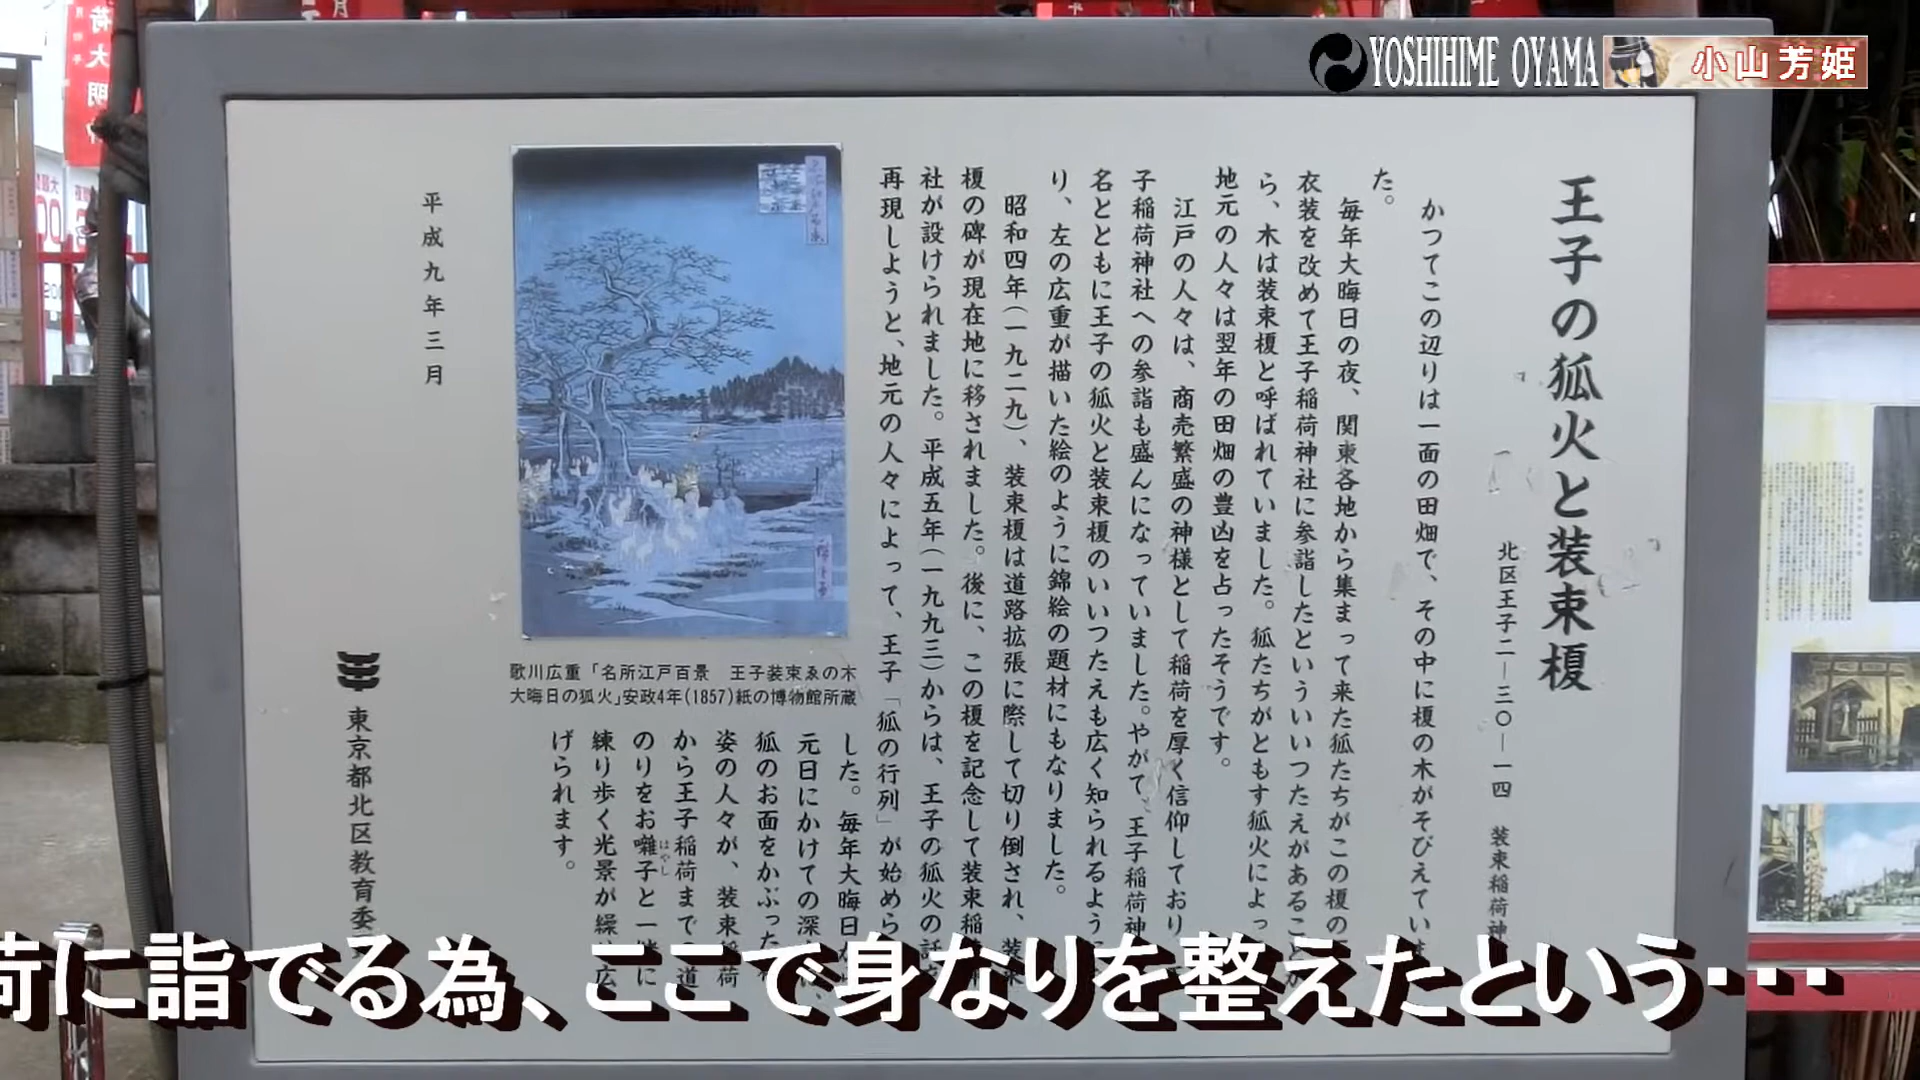 YOSHIHIME OYAMA
小山芳姫
王子の狐火と装束榎
北区王子二－三〇－一四 装束稲荷神
かつてこの辺りは一面の田畑で、その中に榎の木がそびえていま
た。
毎年大晦日の夜、関東各地から集まって来た狐たちがこの榎の
衣装を改めて王子稲荷神社に参詣したといういいつたえがあることか
ら、木は装束榎と呼ばれていました。狐たちがともす狐火によっ
地元の人々は翌年の田畑の豊凶を占ったそうです。
江戸の人々は、商売繁盛の神様として稲荷を厚く信仰しており、
子稲荷神社への参詣も盛んになっていました。やがて、王子稲荷神
名とともに王子の狐火と装束榎のいいつたえも広く知られるように
り、左の広重が描いた絵のように錦絵の題材にもなりました。
昭和四年（一九二九）、装束榎は道路拡張に際して切り倒され、装束
榎の碑が現在地に移されました。後に、この榎を記念して装束稲
社が設けられました。平成五年（一九九三）からは、王子の狐火の話
再現しようと、地元の人々によって、王子「狐の行列」が始めら
した。毎年大晦日か
元日にかけての深
狐のお面をかぶった
姿の人々が、装束稲荷
から王子稲荷までの道
のりをお囃子と一緒に
はやし
練り歩く光景が繰り広
げられます。
歌川広重「名所江戸百景 王子装束ゑの木
大晦日の狐火」安政4年(1857)紙の博物館所蔵
平成九年三月
東京都北区教育委
荷に詣でる為、ここで身なりを整えたという・・・